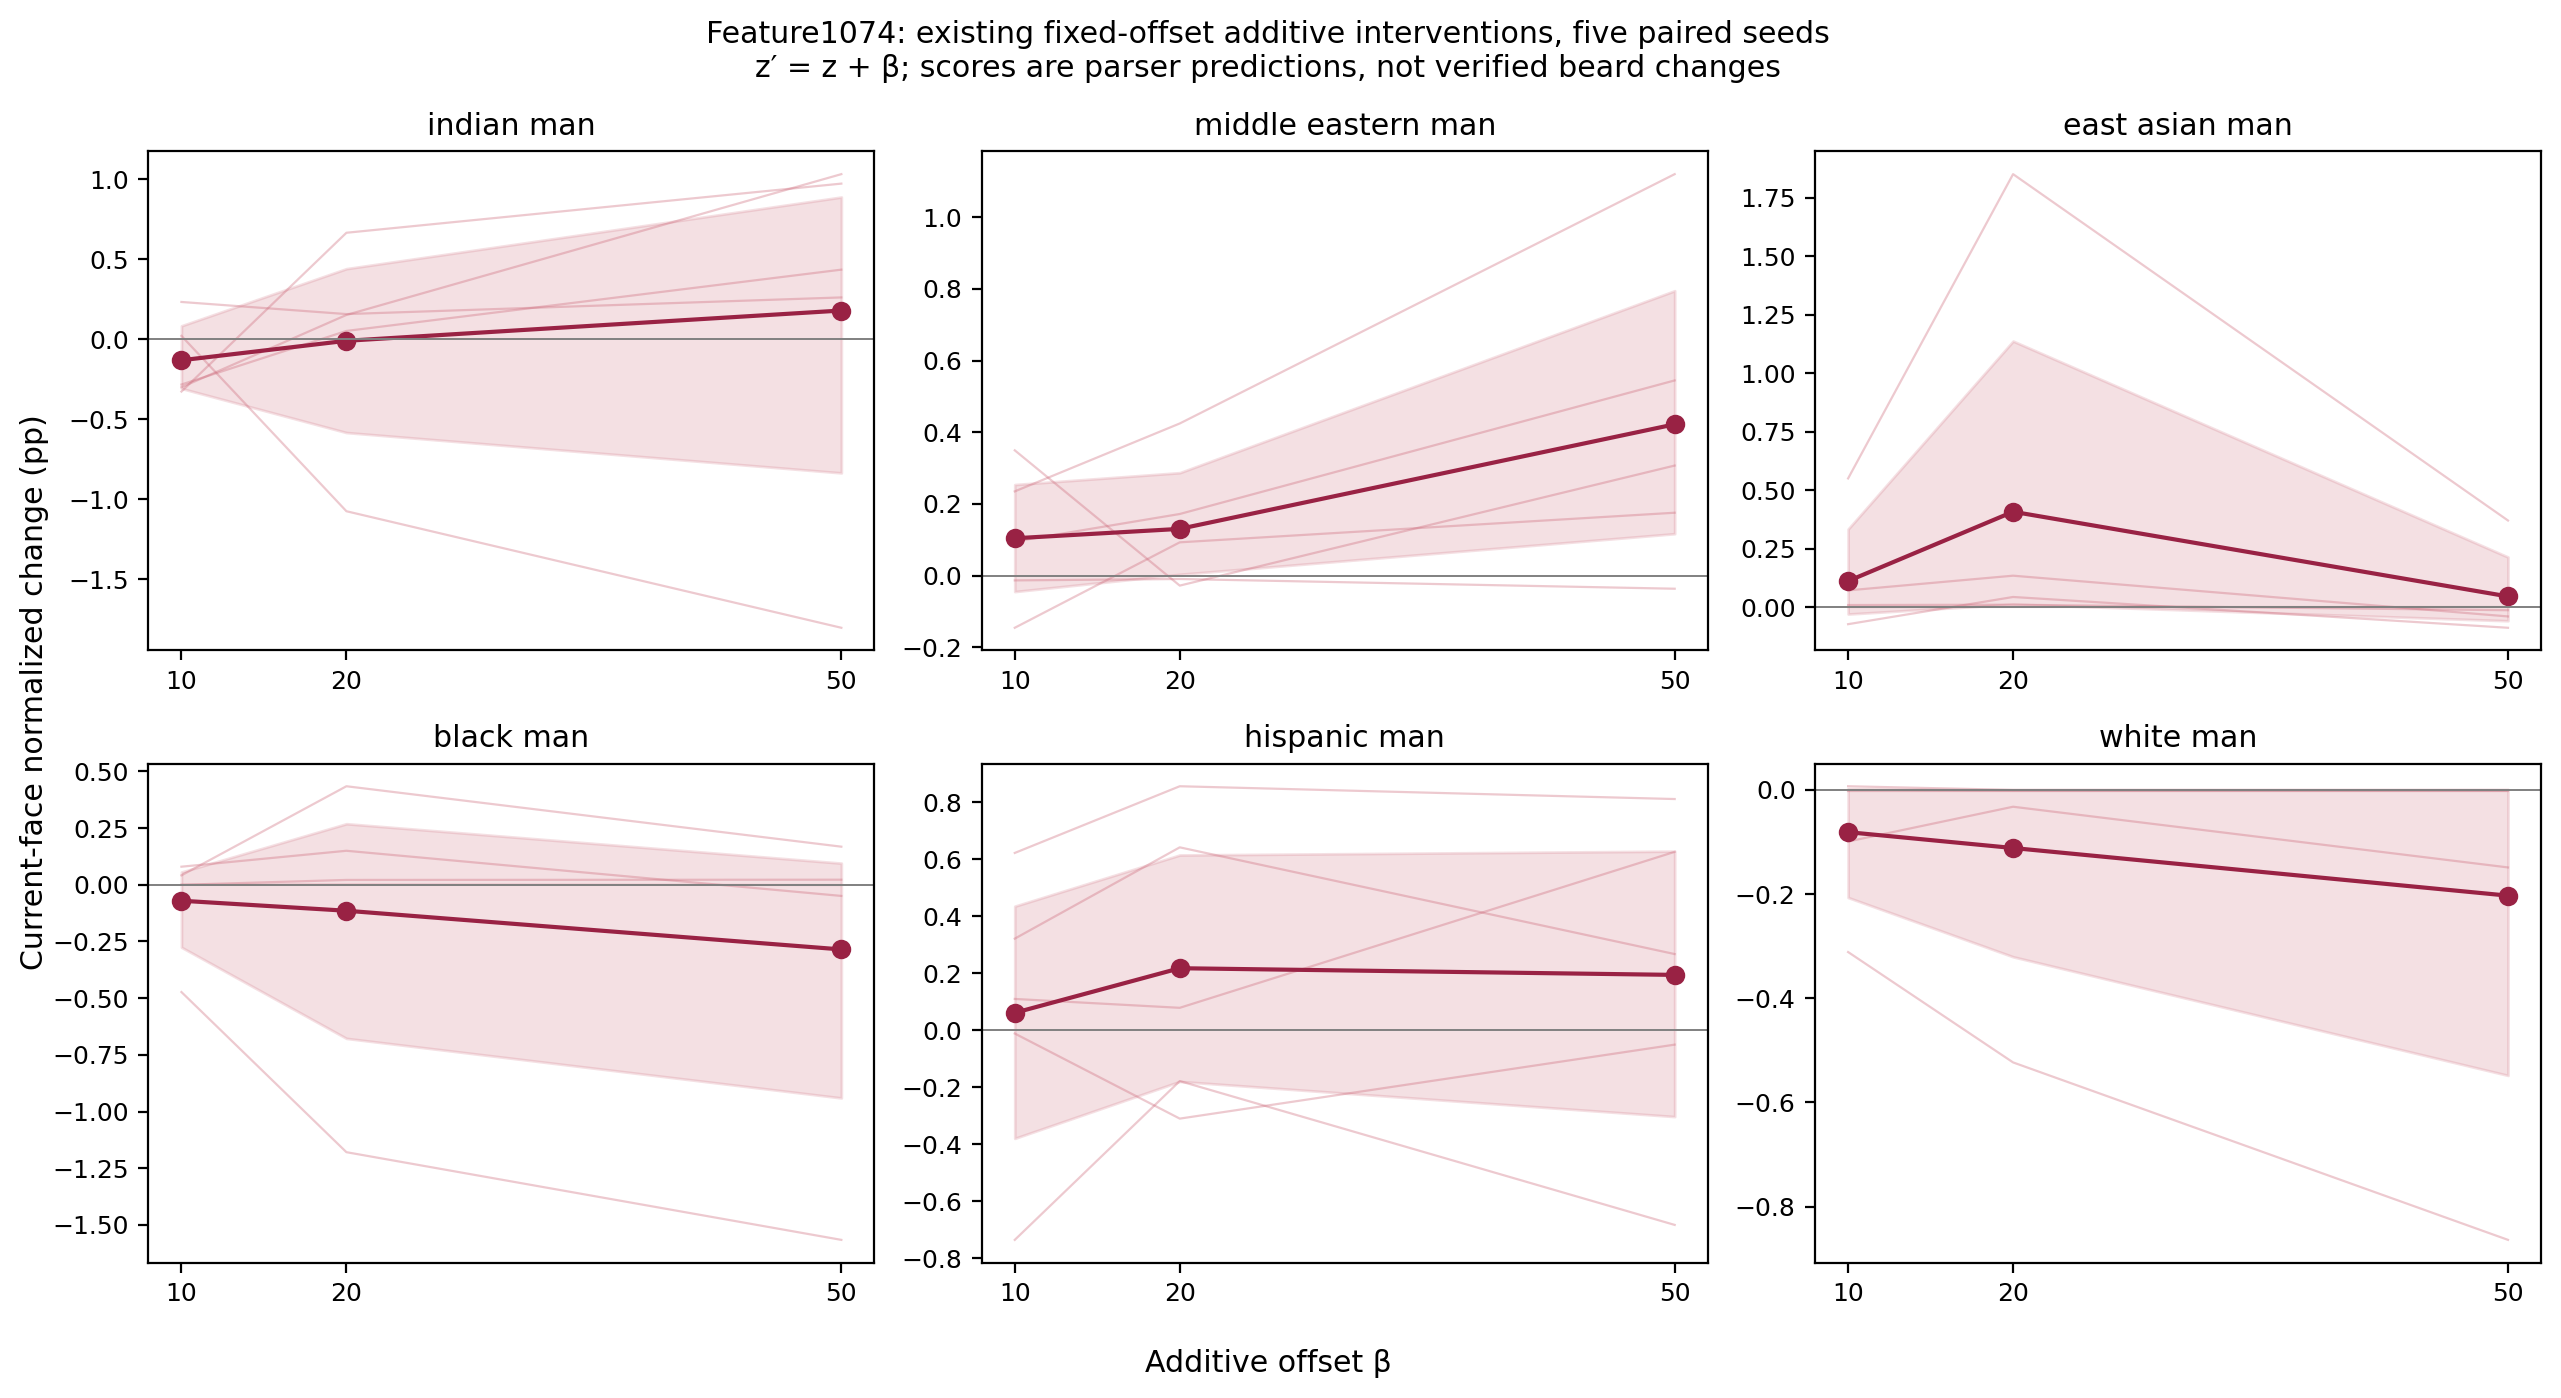 Feature1074: existing fixed-offset additive interventions, five paired seeds
z′ = z + β; scores are parser predictions, not verified beard changes
Current-face normalized change (pp)
indian man
1.0
0.5
0.0
−0.5
−1.0
−1.5
10 20 50
middle eastern man
1.0
0.8
0.6
0.4
0.2
0.0
−0.2
10 20 50
east asian man
1.75
1.50
1.25
1.00
0.75
0.50
0.25
0.00
10 20 50
black man
0.50
0.25
0.00
−0.25
−0.50
−0.75
−1.00
−1.25
−1.50
10 20 50
hispanic man
0.8
0.6
0.4
0.2
0.0
−0.2
−0.4
−0.6
−0.8
10 20 50
white man
0.0
−0.2
−0.4
−0.6
−0.8
10 20 50
Additive offset β